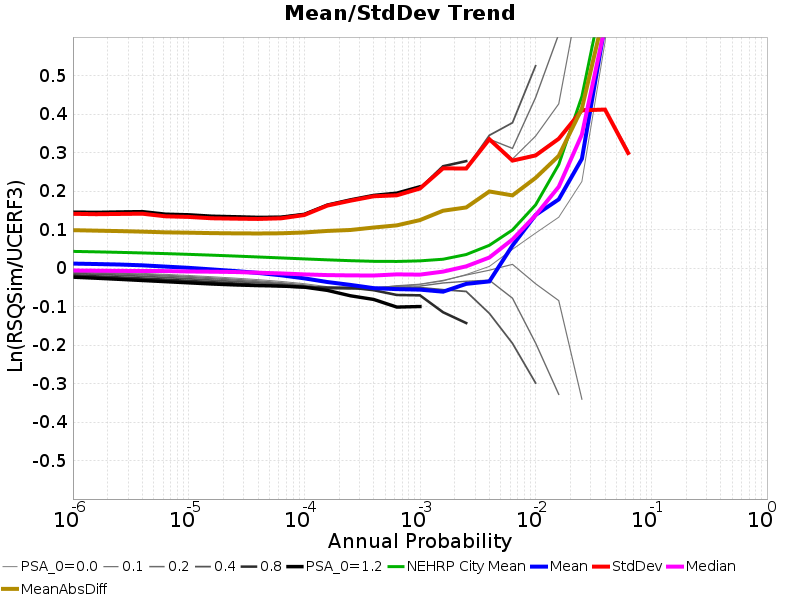 Mean/StdDev Trend
Ln(RSQSim/UCERF3)
0.5
0.4
0.3
0.2
0.1
0
-0.1
-0.2
-0.3
-0.4
-0.5
10^-6 10^-5 10^-4 10^-3 10^-2 10^-1 10^0
Annual Probability
PSA_0=0.0 0.1 0.2 0.4 0.8 PSA_0=1.2 NEHRP City Mean Mean StdDev Median
MeanAbsDiff